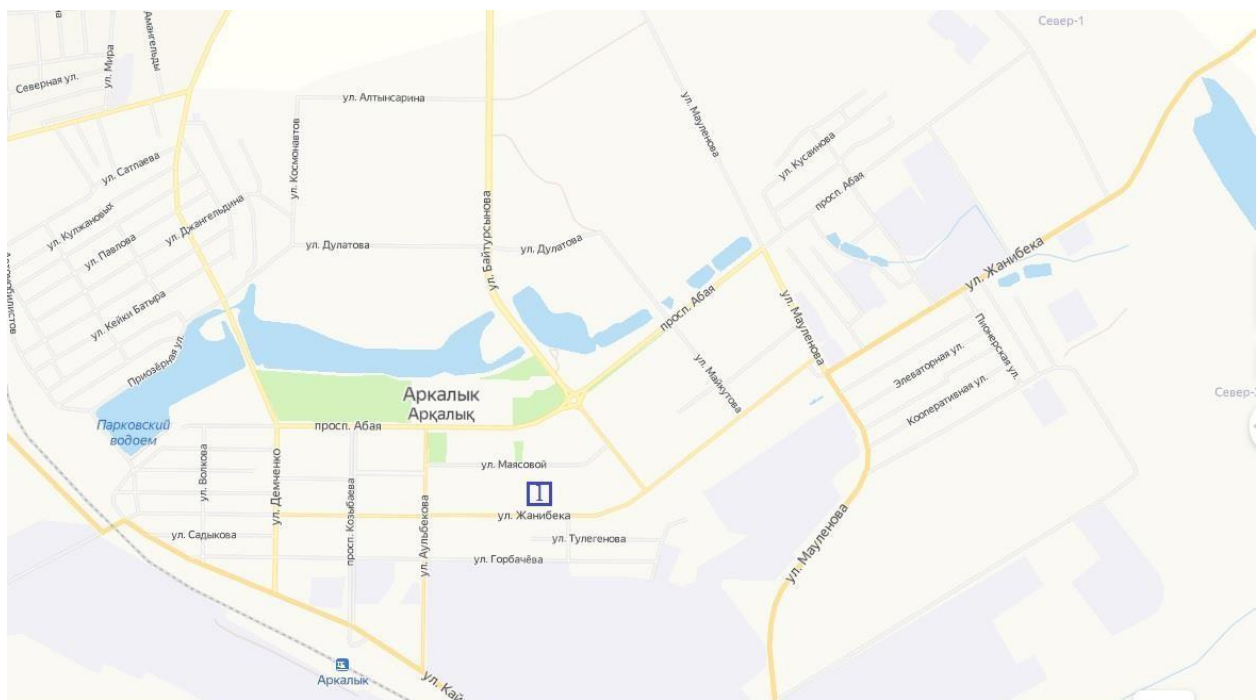 Север-1
ул. Мира
Амангельды
Северная ул.
ул. Алтынсарина
ул. Мауленова
ул. Сатпаева
ул. Космонавтов
ул. Кусаинова
просп. Абая
ул. Кулжановых
ул. Павлова
ул. Джангельдина
ул. Байтурсынова
ул. Дулатова
ул. Дулатова
ул. Жанибека
ул. Кейки Батыра
Приозёрная ул.
просп. Абая
ул. Мауленова
ул. Майкутова
Элеваторная ул.
Пионерская ул.
Кооперативная ул.
Аркалык
Арқалық
Парковский
водоем
просп. Абая
ул. Волкова
ул. Демченко
просп. Козыбаева
ул. Аульбекова
ул. Маясовой
1
ул. Жанибека
ул. Садыкова
ул. Тулегенова
ул. Горбачёва
ул. Мауленова
Аркалык